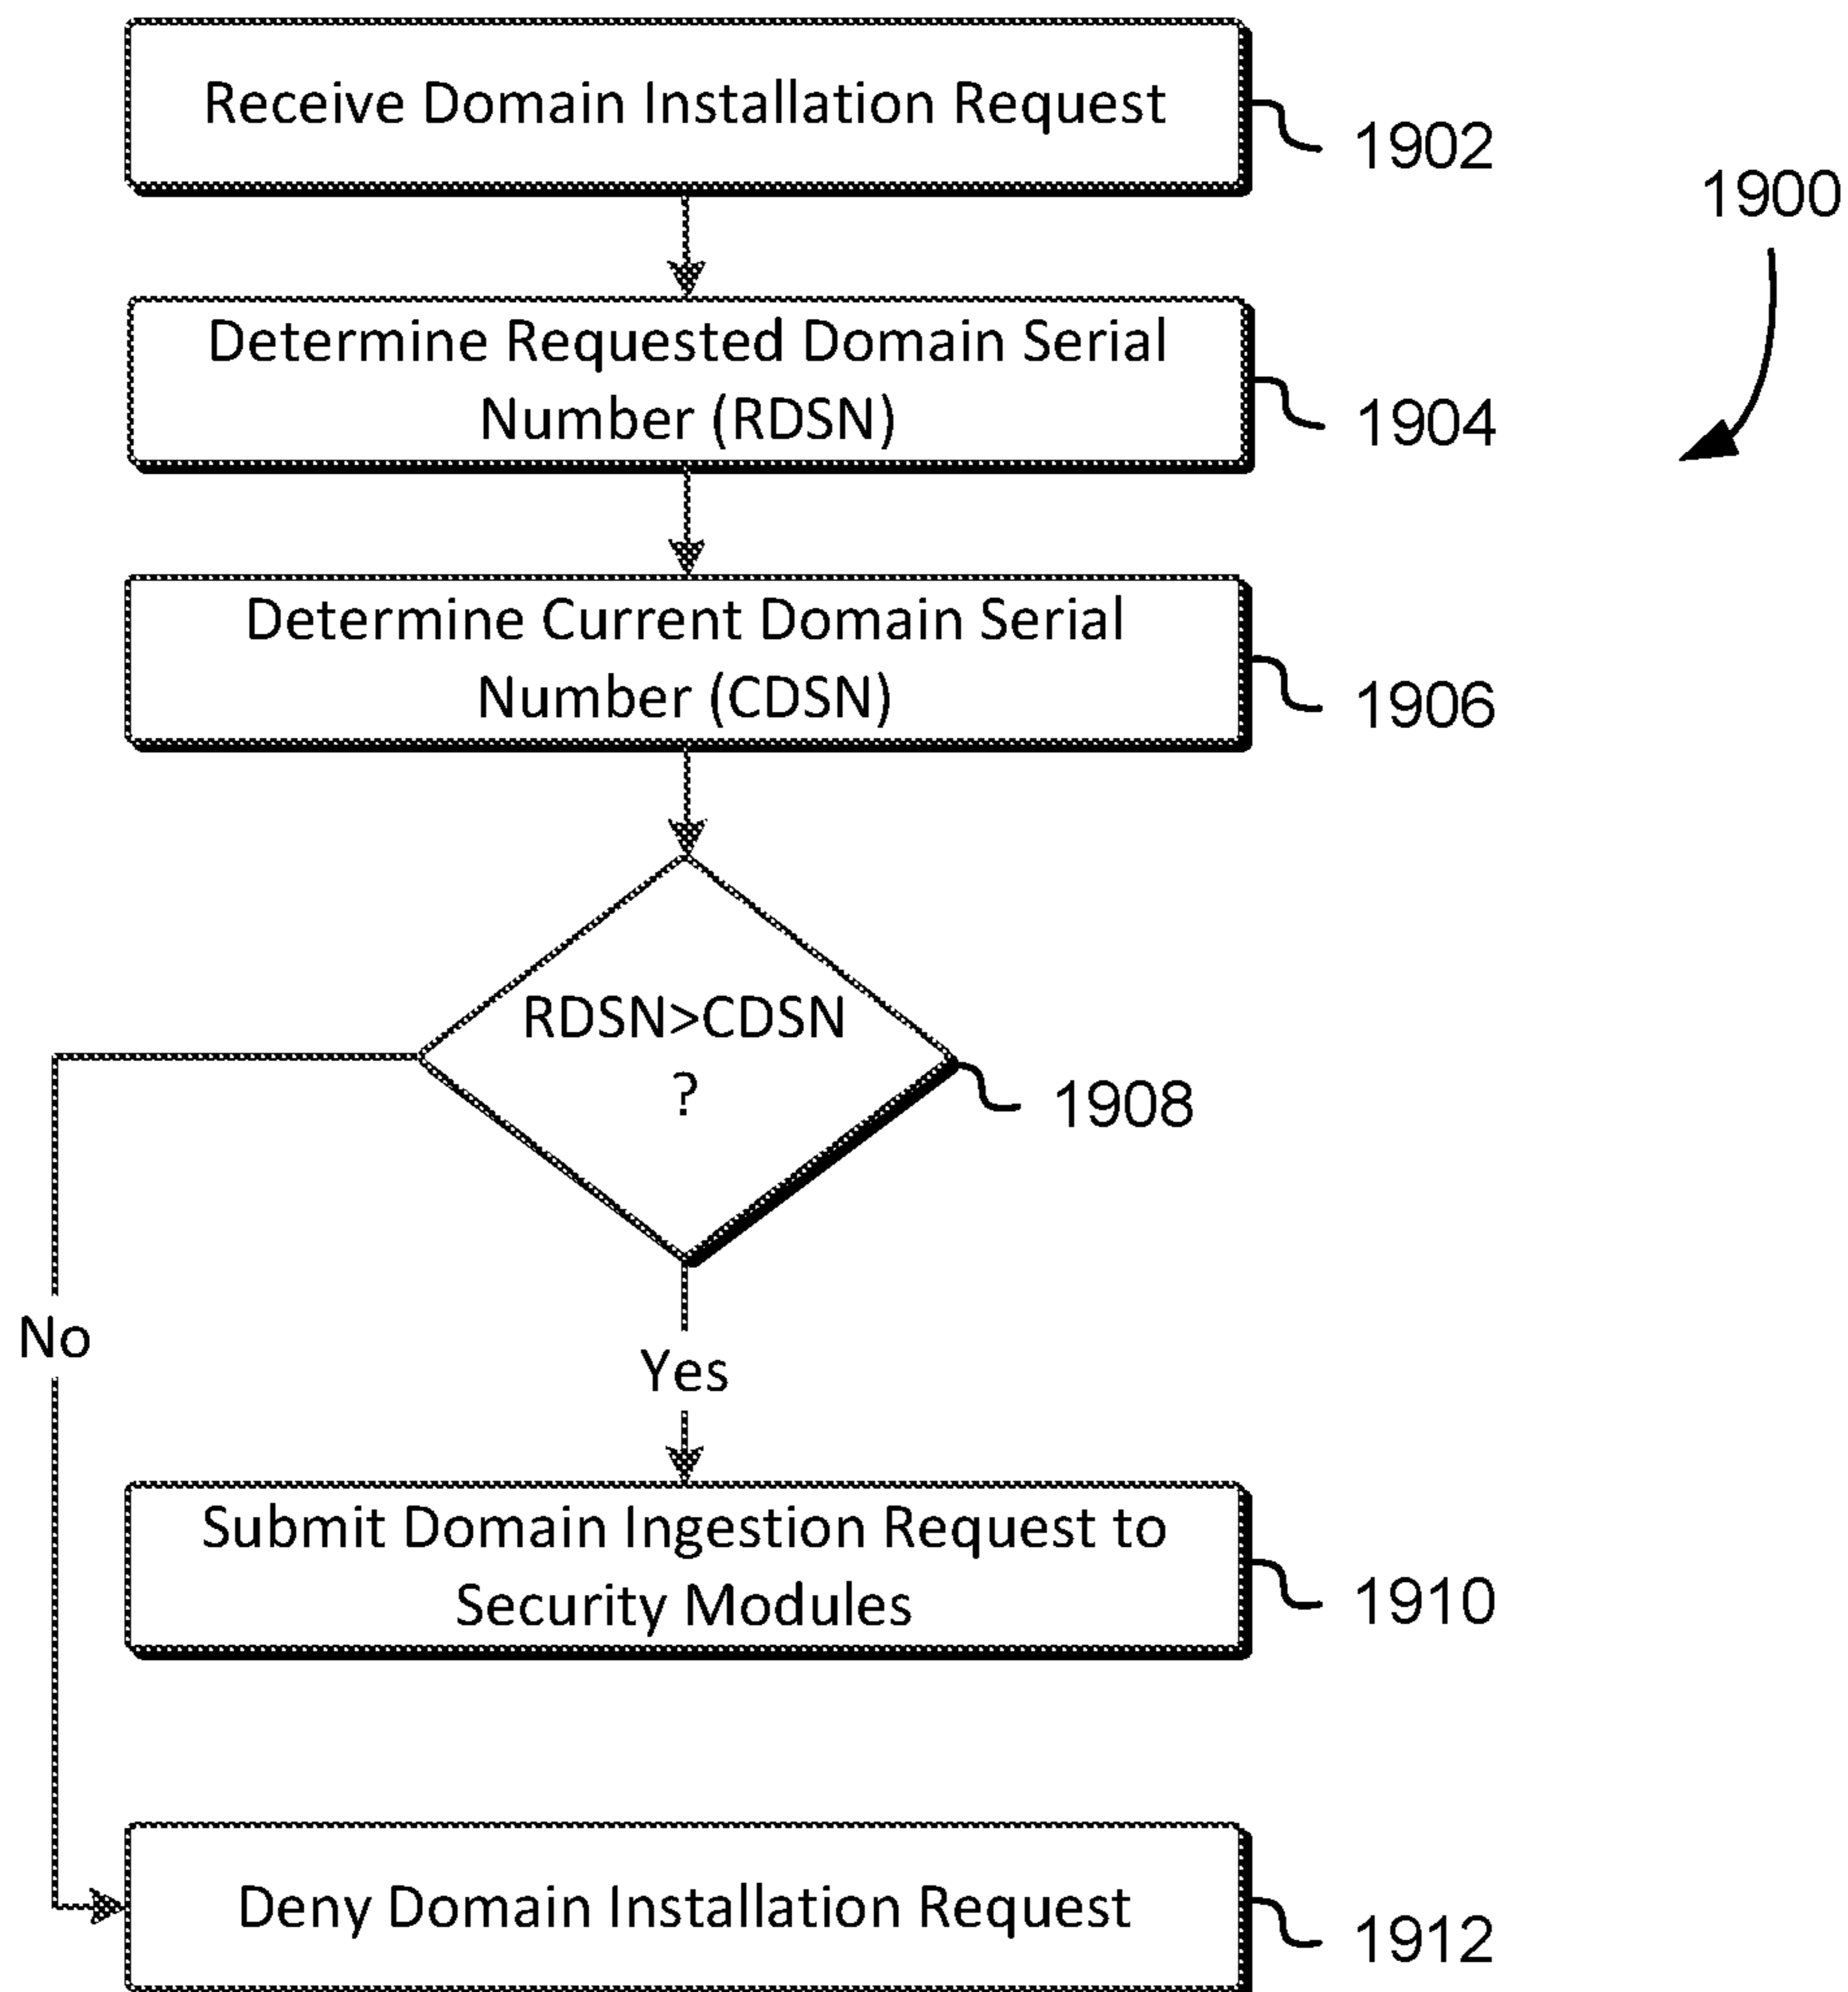 Receive Domain Installation Request
1902
1900
Determine Requested Domain Serial
Number (RDSN)
1904
Determine Current Domain Serial
Number (CDSN)
1906
RDSN>CDSN
?
1908
No
Yes
Submit Domain Ingestion Request to
Security Modules
1910
Deny Domain Installation Request
1912